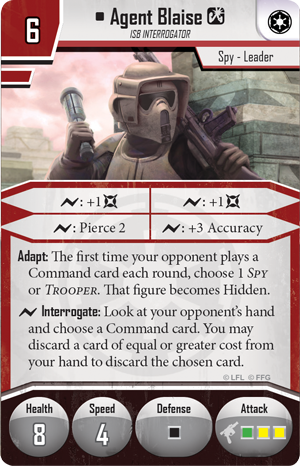 6
Agent Blaise
ISB INTERROGATOR
Spy - Leader
: +1
: +1
: Pierce 2
: +3 Accuracy
Adapt: The first time your opponent plays a
Command card each round, choose 1 SPY
or TROOPER. That figure becomes Hidden.
Interrogate: Look at your opponent's hand
and choose a Command card. You may
discard a card of equal or greater cost from
your hand to discard the chosen card.
© LFL © FFG
Health
Speed
Defense
Attack
8
4